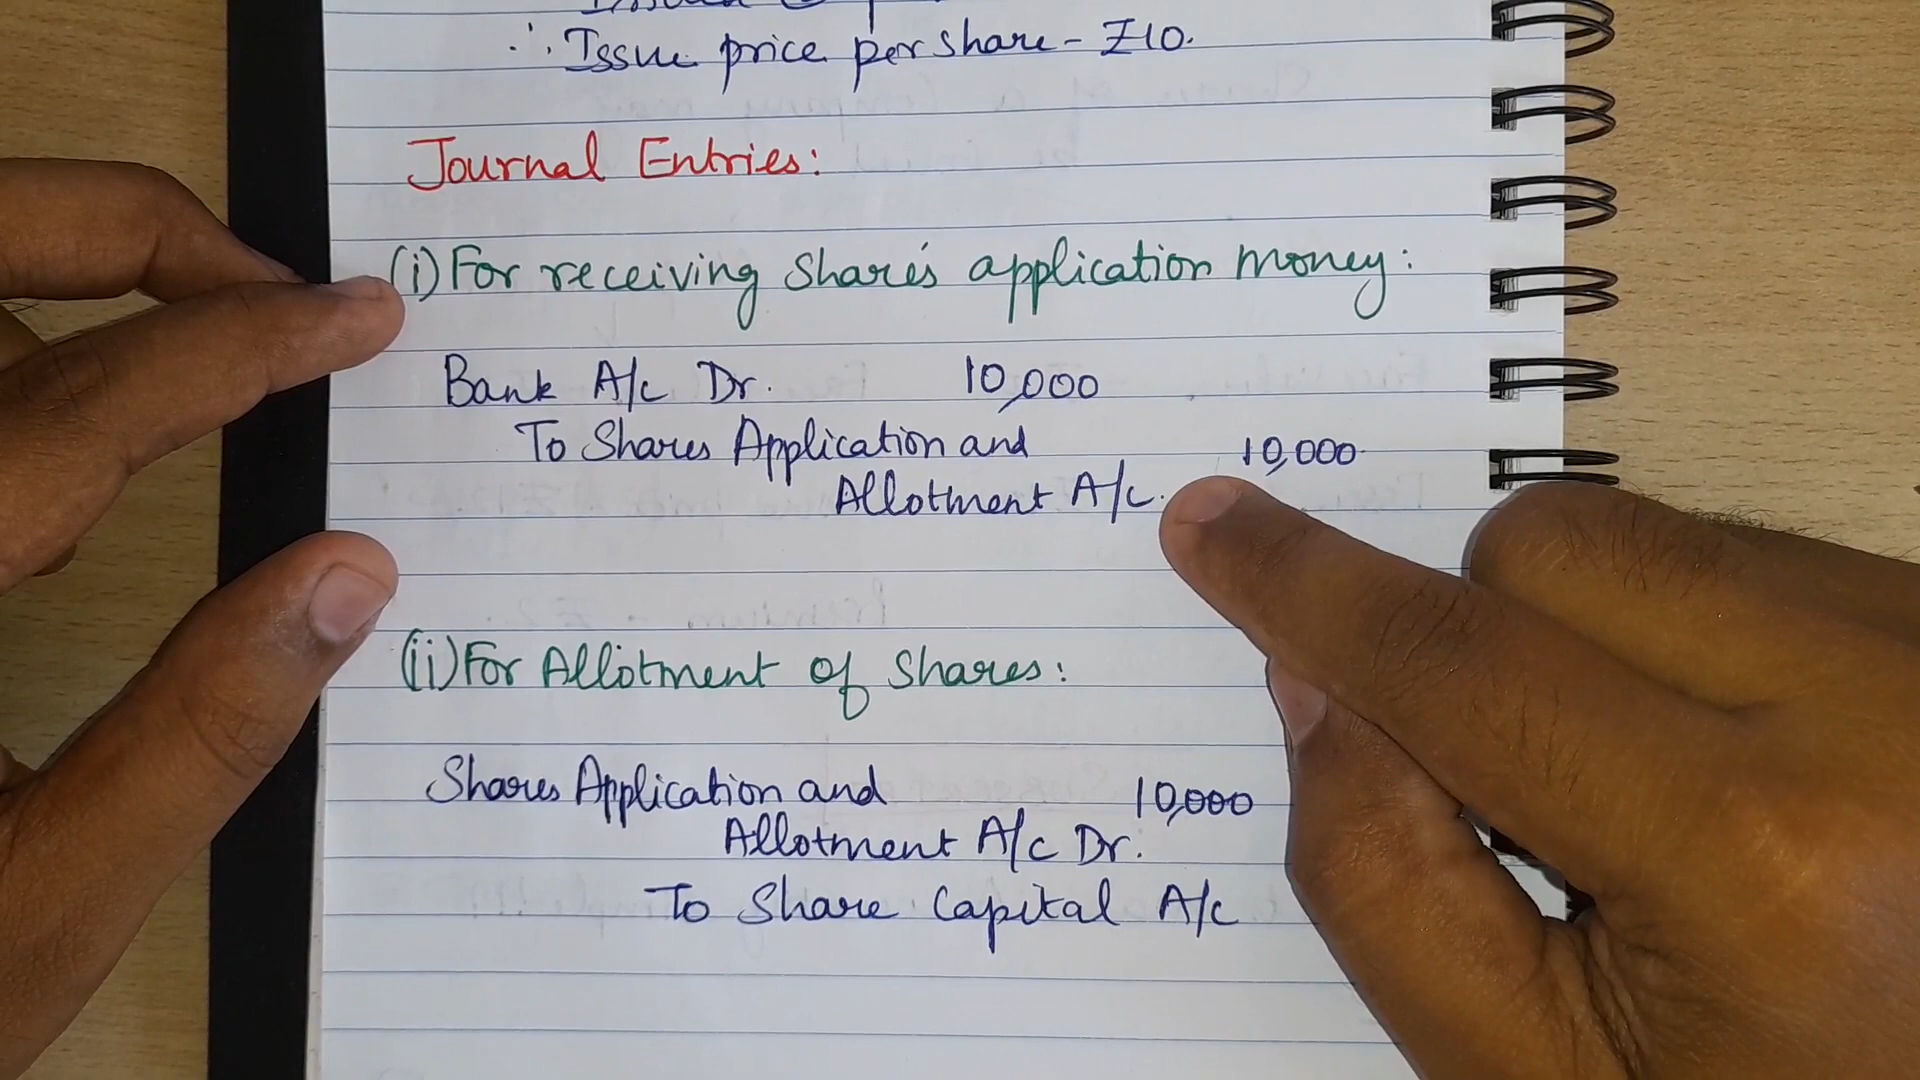 ∴ Issue price per share - ₹10.
Journal Entries:
(i) For receiving Share's application money:
Bank A/c Dr. 10,000
To Shares Application and 10,000
Allotment A/c.
(ii) For Allotment of Shares:
Shares Application and 10,000
Allotment A/c Dr.
To Share Capital A/c